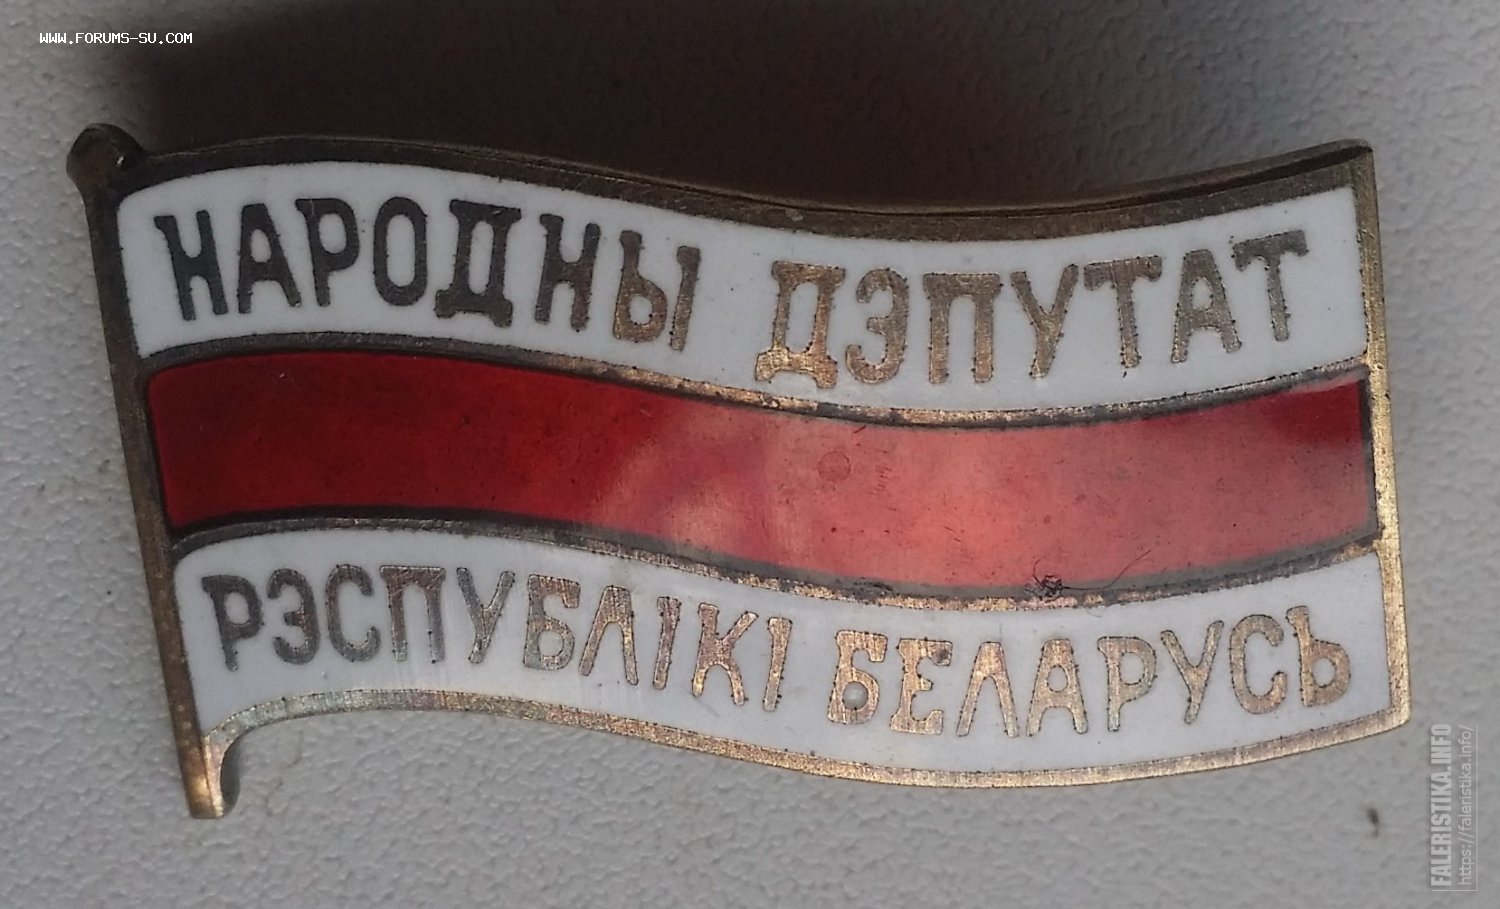 WWW.FORUMS-SU.COM
НАРОДНЫ ДЭПУТАТ
РЭСПУБЛІКІ БЕЛАРУСЬ
FALERISTIKA.INFO
https://faleristika.info/